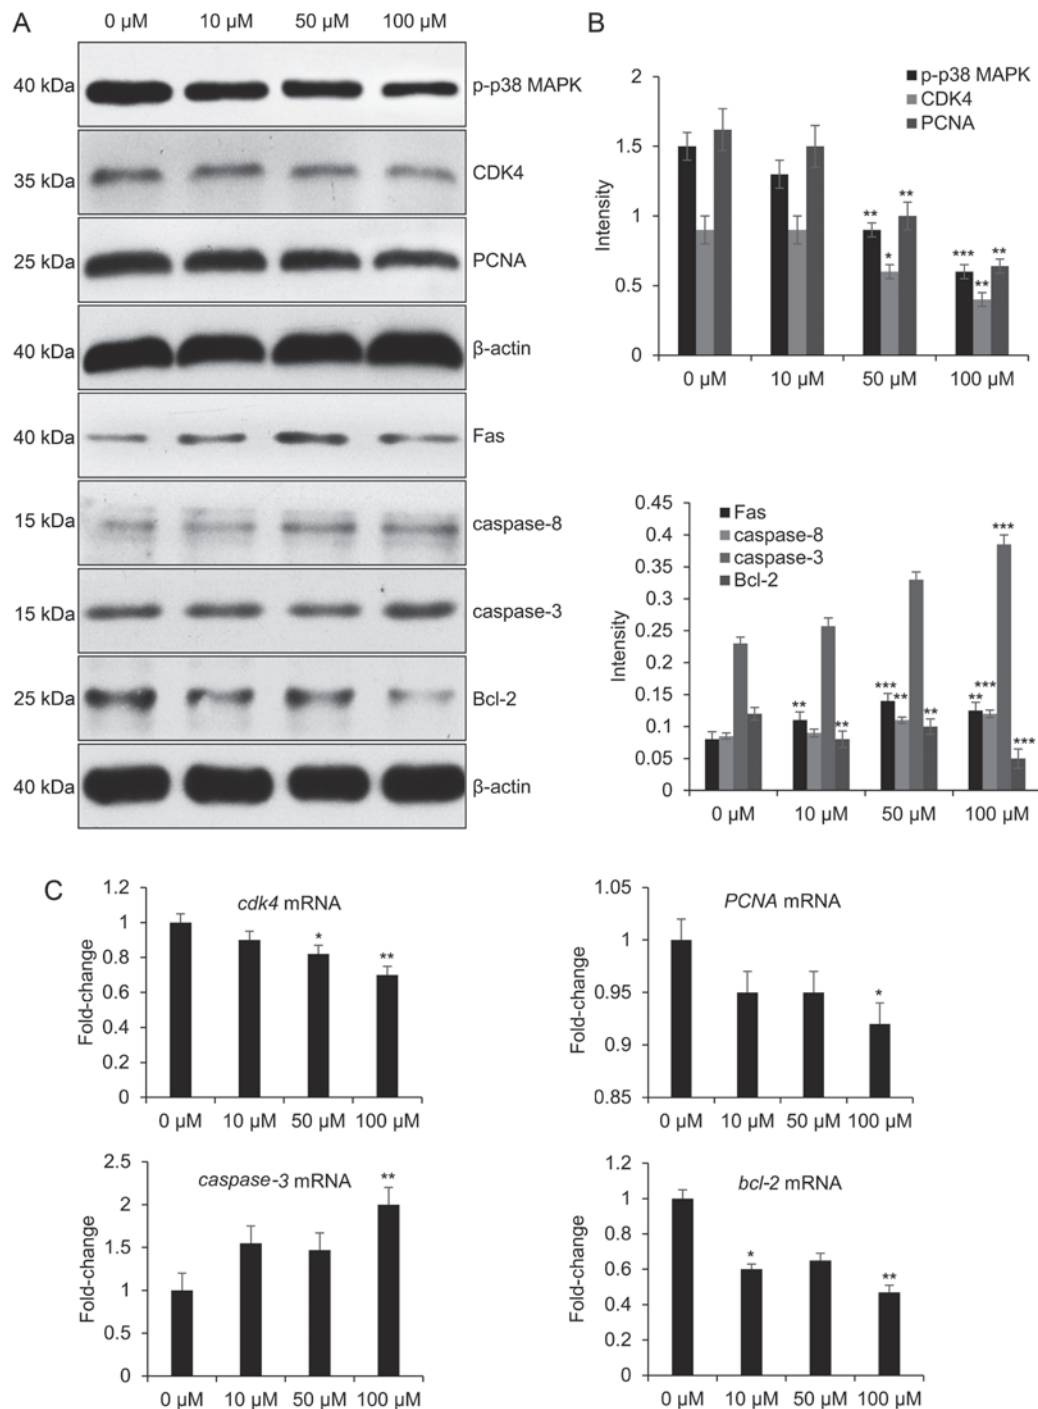 A
0 µM 10 µM 50 µM 100 µM
40 kDa p-p38 MAPK
35 kDa CDK4
25 kDa PCNA
40 kDa β-actin
40 kDa Fas
15 kDa caspase-8
15 kDa caspase-3
25 kDa Bcl-2
40 kDa β-actin
B
p-p38 MAPK
CDK4
PCNA
Intensity
2
1.5
1
0.5
0
** * ** *** ** **
0 µM 10 µM 50 µM 100 µM
Fas
caspase-8
caspase-3
Bcl-2
Intensity
0.45
0.4
0.35
0.3
0.25
0.2
0.15
0.1
0.05
0
** ** *** ** ** ** *** *** ***
0 µM 10 µM 50 µM 100 µM
C
cdk4 mRNA
Fold-change
1.2
1
0.8
0.6
0.4
0.2
0
* **
0 µM 10 µM 50 µM 100 µM
PCNA mRNA
Fold-change
1.05
1
0.95
0.9
0.85
*
0 µM 10 µM 50 µM 100 µM
caspase-3 mRNA
Fold-change
2.5
2
1.5
1
0.5
0
**
0 µM 10 µM 50 µM 100 µM
bcl-2 mRNA
Fold-change
1.2
1
0.8
0.6
0.4
0.2
0
* **
0 µM 10 µM 50 µM 100 µM